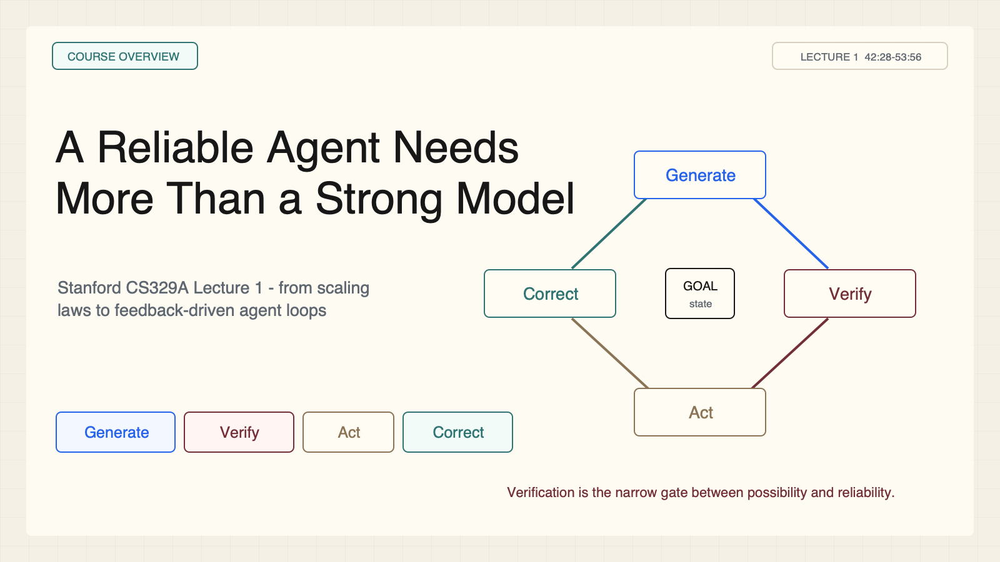 COURSE OVERVIEW
LECTURE 1  42:28-53:56
A Reliable Agent Needs
More Than a Strong Model
Stanford CS329A Lecture 1 - from scaling
laws to feedback-driven agent loops
Generate
Verify
Act
Correct
Generate
Correct
GOAL
state
Verify
Act
Verification is the narrow gate between possibility and reliability.